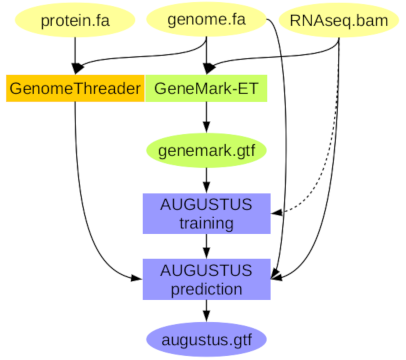 protein.fa
genome.fa
RNAseq.bam
GenomeThreader
GeneMark-ET
genemark.gtf
AUGUSTUS
training
AUGUSTUS
prediction
augustus.gtf